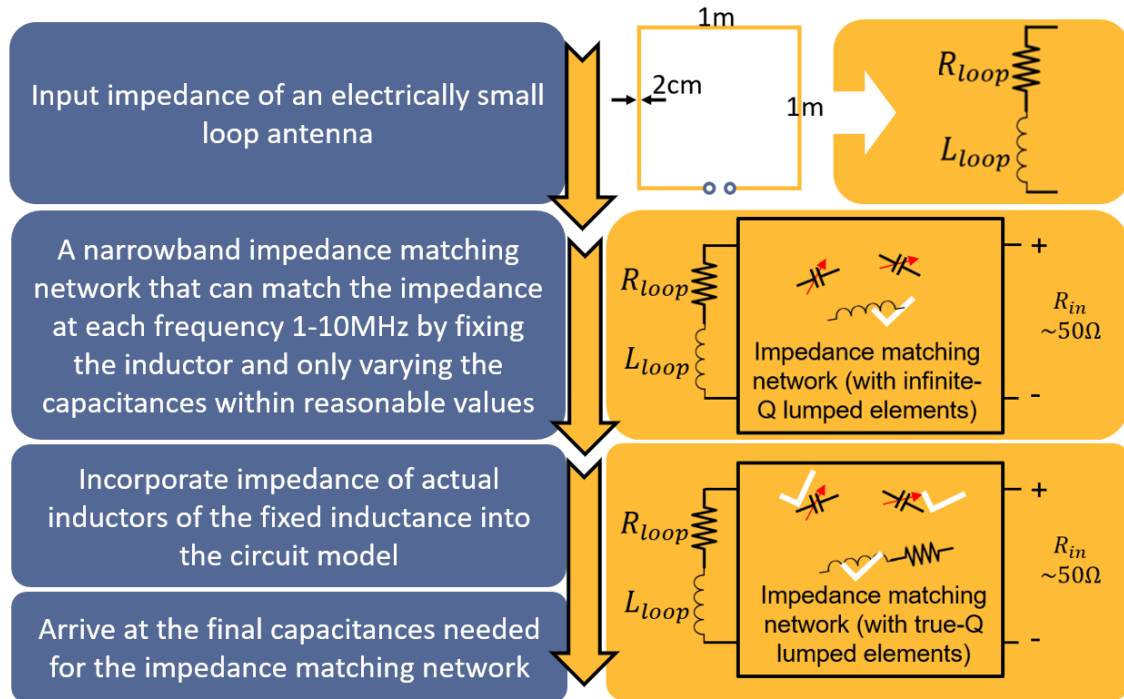 1m
2cm
1m
Input impedance of an electrically small
loop antenna
R_loop
L_loop
A narrowband impedance matching
network that can match the impedance
at each frequency 1-10MHz by fixing
the inductor and only varying the
capacitances within reasonable values
R_loop
L_loop
Impedance matching
network (with infinite-
Q lumped elements)
+
R_in
~50Ω
-
Incorporate impedance of actual
inductors of the fixed inductance into
the circuit model
Arrive at the final capacitances needed
for the impedance matching network
R_loop
L_loop
Impedance matching
network (with true-Q
lumped elements)
+
R_in
~50Ω
-